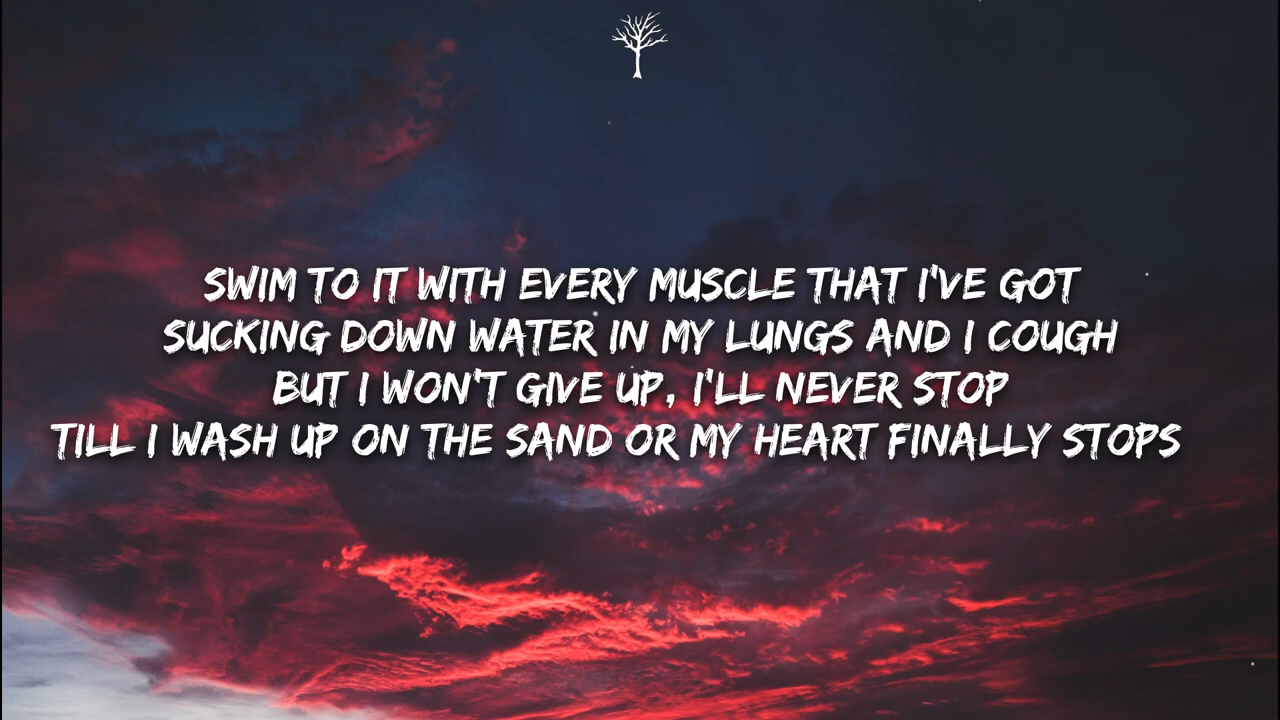 SWIM TO IT WITH EVERY MUSCLE THAT I'VE GOT
SUCKING DOWN WATER IN MY LUNGS AND I COUGH
BUT I WON'T GIVE UP, I'LL NEVER STOP
TILL I WASH UP ON THE SAND OR MY HEART FINALLY STOPS